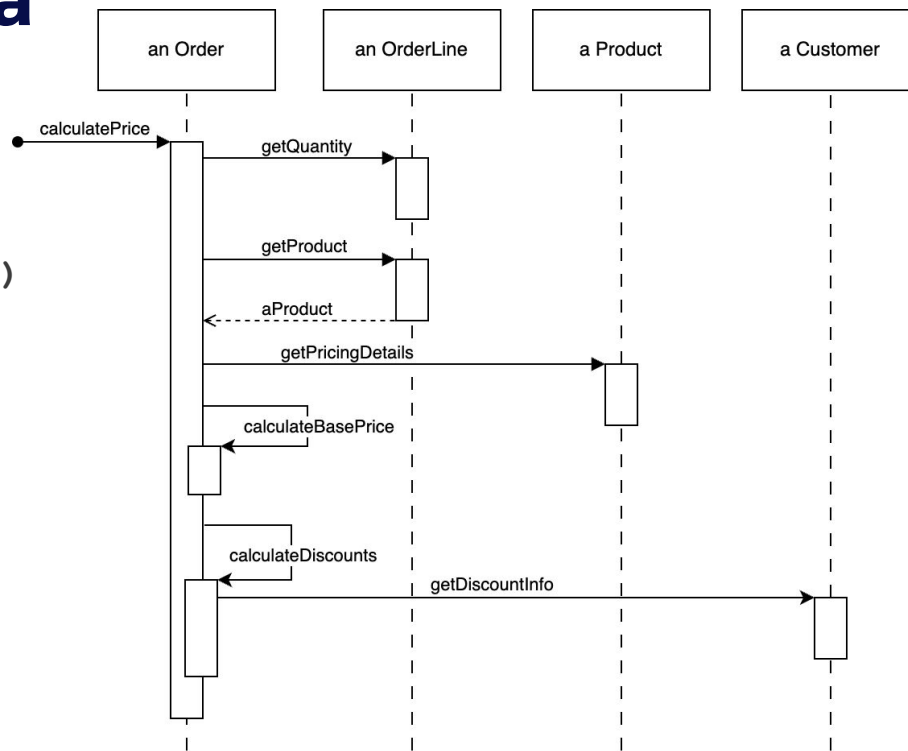 a
an Order
an OrderLine
a Product
a Customer
calculatePrice
getQuantity
getProduct
)
aProduct
getPricingDetails
calculateBasePrice
calculateDiscounts
getDiscountInfo